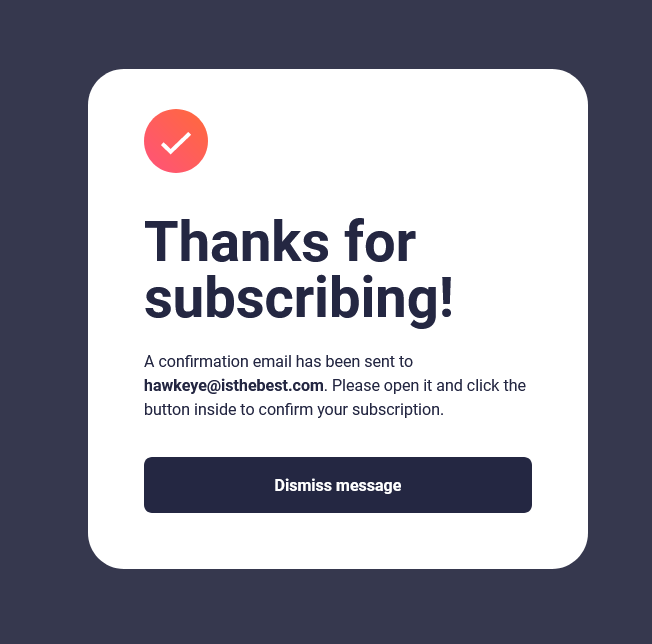 Thanks for
subscribing!
A confirmation email has been sent to
hawkeye@isthebest.com. Please open it and click the
button inside to confirm your subscription.
Dismiss message